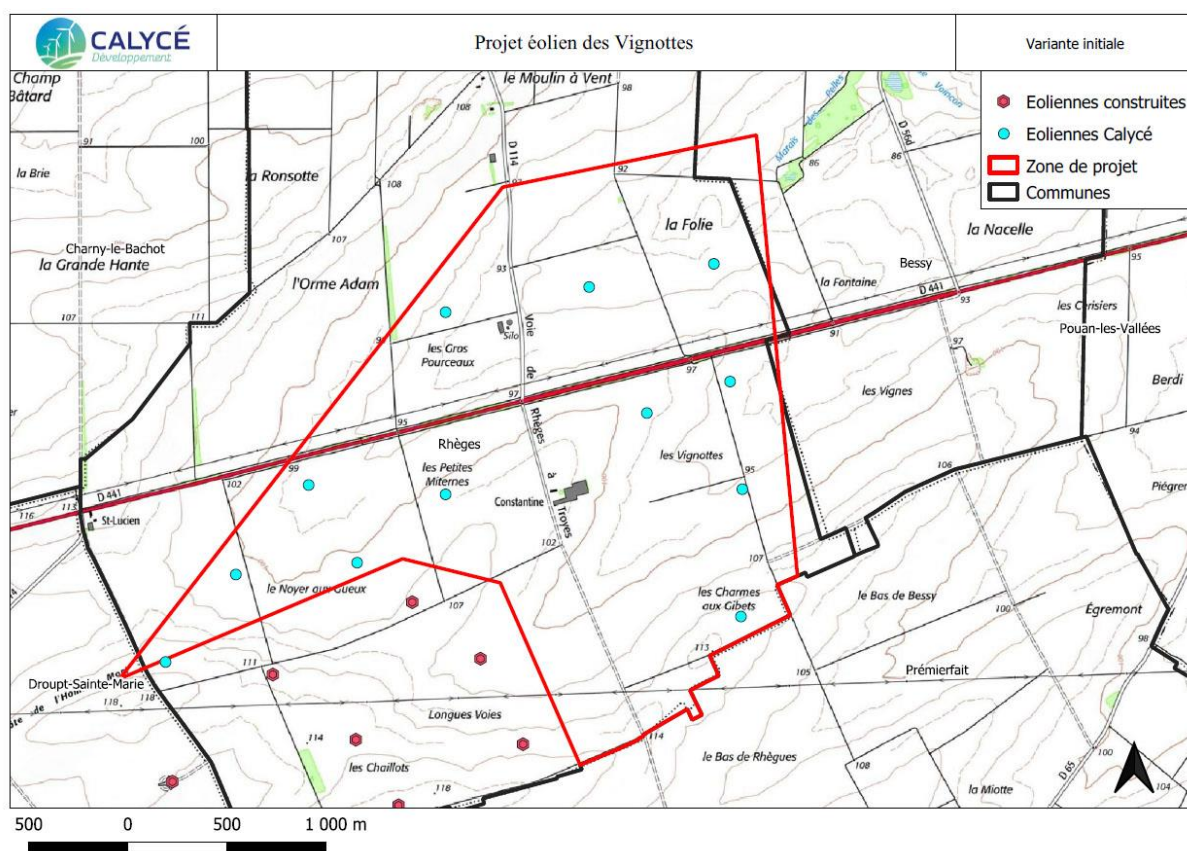 CALYCÉ
Développement
Projet éolien des Vignottes
Variante initiale
Eoliennes construites
Eoliennes Calycé
Zone de projet
Communes
Champ
Bâtard
le Moulin à Vent
108
98
Marais des Pelles
D 56d
86
91
100
D 114
la Brie
la Ronsotte
108
92
86
107
la Folie
la Nacelle
Charny-le-Bachot
la Grande Hante
93
Bessy
95
l'Orme Adam
la Fontaine
D 441
93
les Cerisiers
107
111
Silo
Voie de
91
Pouan-les-Vallées
les Gros
Pourceaux
97
97
Berdi
97
les Vignes
95
Rhèges
Rhèges
94
99
les Petites
Miternes
les Vignottes
106
102
95
D 441
113
116
Constantine
à
Troyes
Piégre
St-Lucien
102
107
le Noyer aux Gueux
107
les Charmes
aux Gibets
le Bas de Bessy
100
Égremont
98
111
113
105
Prémierfait
Droupt-Sainte-Marie
118
118
Longues Voies
114
114
les Chaillots
le Bas de Rhègues
100
108
D 65
118
la Miotte
104
500
0
500
1 000 m